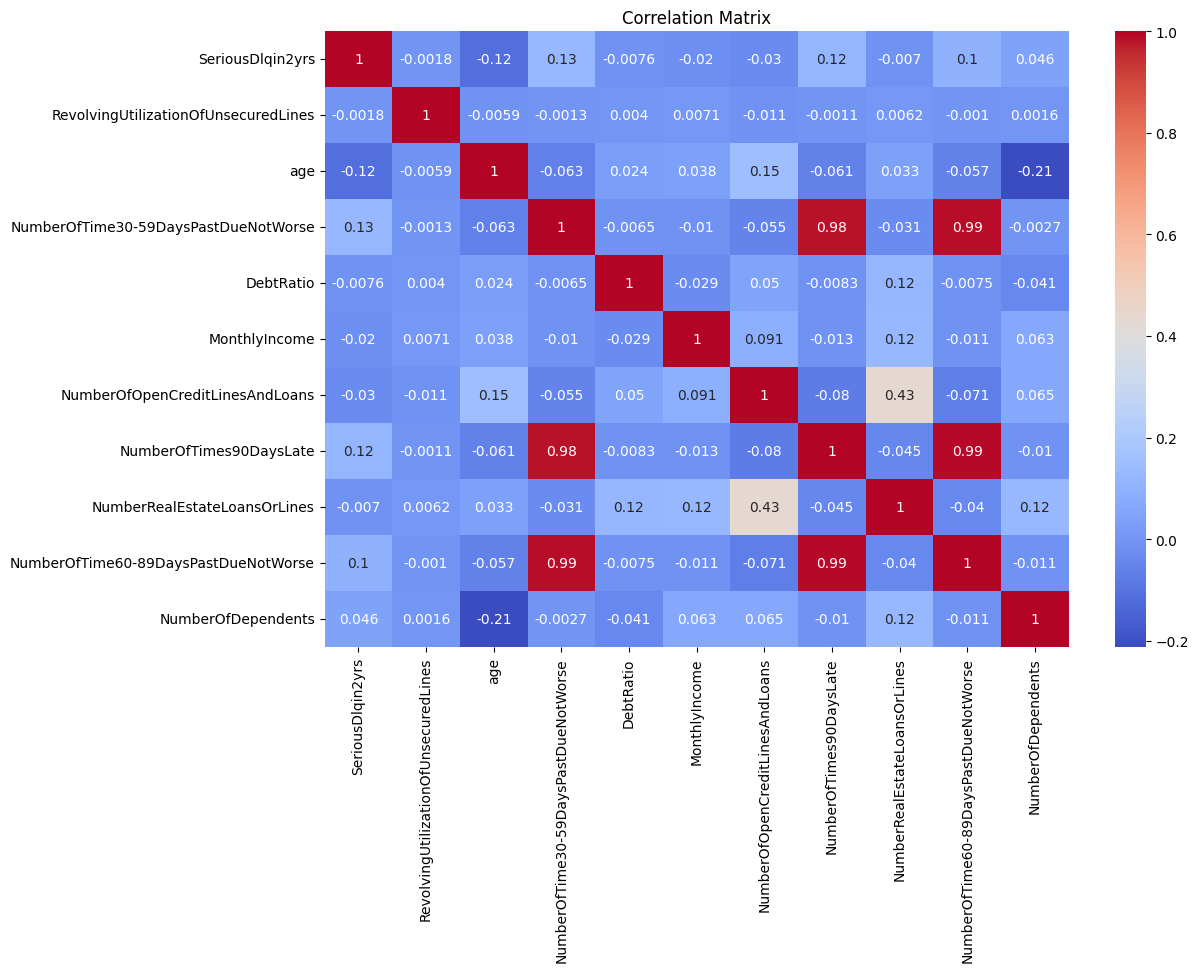 Correlation Matrix
SeriousDlqin2yrs 1 -0.0018 -0.12 0.13 -0.0076 -0.02 -0.03 0.12 -0.007 0.1 0.046
RevolvingUtilizationOfUnsecuredLines -0.0018 1 -0.0059 -0.0013 0.004 0.0071 -0.011 -0.0011 0.0062 -0.001 0.0016
age -0.12 -0.0059 1 -0.063 0.024 0.038 0.15 -0.061 0.033 -0.057 -0.21
NumberOfTime30-59DaysPastDueNotWorse 0.13 -0.0013 -0.063 1 -0.0065 -0.01 -0.055 0.98 -0.031 0.99 -0.0027
DebtRatio -0.0076 0.004 0.024 -0.0065 1 -0.029 0.05 -0.0083 0.12 -0.0075 -0.041
MonthlyIncome -0.02 0.0071 0.038 -0.01 -0.029 1 0.091 -0.013 0.12 -0.011 0.063
NumberOfOpenCreditLinesAndLoans -0.03 -0.011 0.15 -0.055 0.05 0.091 1 -0.08 0.43 -0.071 0.065
NumberOfTimes90DaysLate 0.12 -0.0011 -0.061 0.98 -0.0083 -0.013 -0.08 1 -0.045 0.99 -0.01
NumberRealEstateLoansOrLines -0.007 0.0062 0.033 -0.031 0.12 0.12 0.43 -0.045 1 -0.04 0.12
NumberOfTime60-89DaysPastDueNotWorse 0.1 -0.001 -0.057 0.99 -0.0075 -0.011 -0.071 0.99 -0.04 1 -0.011
NumberOfDependents 0.046 0.0016 -0.21 -0.0027 -0.041 0.063 0.065 -0.01 0.12 -0.011 1
SeriousDlqin2yrs
RevolvingUtilizationOfUnsecuredLines
age
NumberOfTime30-59DaysPastDueNotWorse
DebtRatio
MonthlyIncome
NumberOfOpenCreditLinesAndLoans
NumberOfTimes90DaysLate
NumberRealEstateLoansOrLines
NumberOfTime60-89DaysPastDueNotWorse
NumberOfDependents
1.0
0.8
0.6
0.4
0.2
0.0
−0.2